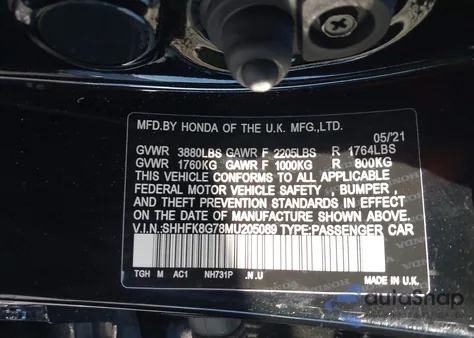 MFD.BY HONDA OF THE U.K. MFG.,LTD.
05/21
GVWR 3880LBS GAWR F 2205LBS R 1764LBS
GVWR 1760KG GAWR F 1000KG R 800KG
THIS VEHICLE CONFORMS TO ALL APPLICABLE
FEDERAL MOTOR VEHICLE SAFETY , BUMPER ,
AND THEFT PREVENTION STANDARDS IN EFFECT ON
THE DATE OF MANUFACTURE SHOWN ABOVE.
V.I.N.:SHHFK8G78MU205089 TYPE:PASSENGER CAR
TGH M AC1 NH731P .N.U
MADE IN U.K.
autoSnap